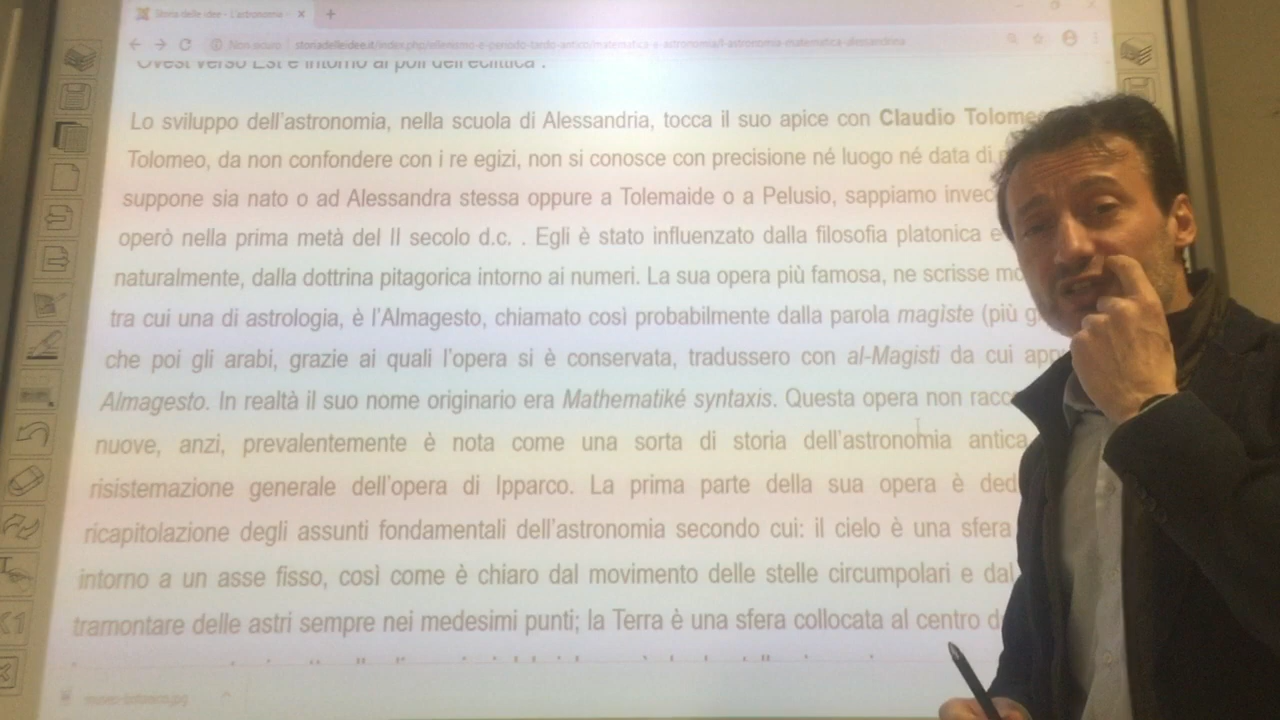 Storia delle idee - L'astronomia
Non sicuro storiadelleidee.it/index.php/ellenismo-e-periodo-tardo-antico/matematica-e-astronomia/l-astronomia-matematica-alessandrina
Ovest verso Est e intorno ai poli dell'eclittica".
Lo sviluppo dell'astronomia, nella scuola di Alessandria, tocca il suo apice con Claudio Tolomeo
Tolomeo, da non confondere con i re egizi, non si conosce con precisione né luogo né data di
suppone sia nato o ad Alessandra stessa oppure a Tolemaide o a Pelusio, sappiamo invec
operò nella prima metà del II secolo d.c. . Egli è stato influenzato dalla filosofia platonica e
naturalmente, dalla dottrina pitagorica intorno ai numeri. La sua opera più famosa, ne scrisse mo
tra cui una di astrologia, è l'Almagesto, chiamato così probabilmente dalla parola magiste (più g
che poi gli arabi, grazie ai quali l'opera si è conservata, tradussero con al-Magisti da cui app
Almagesto. In realtà il suo nome originario era Mathematiké syntaxis. Questa opera non racc
nuove, anzi, prevalentemente è nota come una sorta di storia dell'astronomia antica,
risistemazione generale dell'opera di Ipparco. La prima parte della sua opera è ded
ricapitolazione degli assunti fondamentali dell'astronomia secondo cui: il cielo è una sfera
intorno a un asse fisso, così come è chiaro dal movimento delle stelle circumpolari e dal
tramontare delle astri sempre nei medesimi punti; la Terra è una sfera collocata al centro d